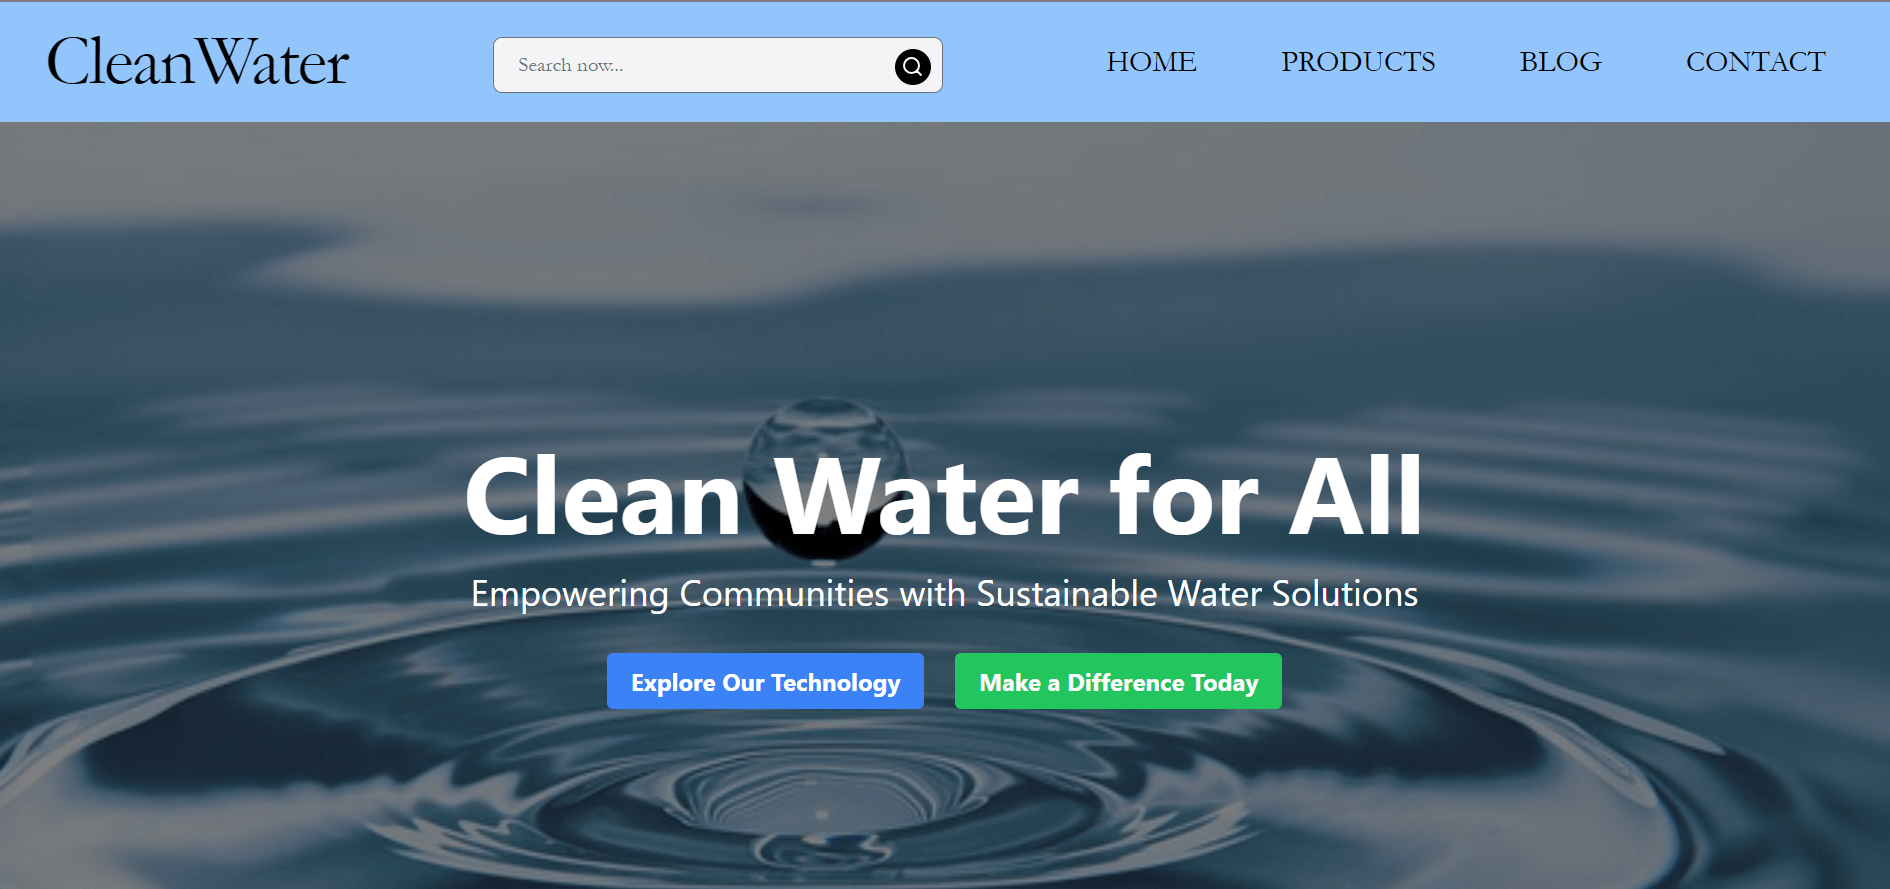 CleanWater
Search now...
HOME
PRODUCTS
BLOG
CONTACT
Clean Water for All
Empowering Communities with Sustainable Water Solutions
Explore Our Technology
Make a Difference Today